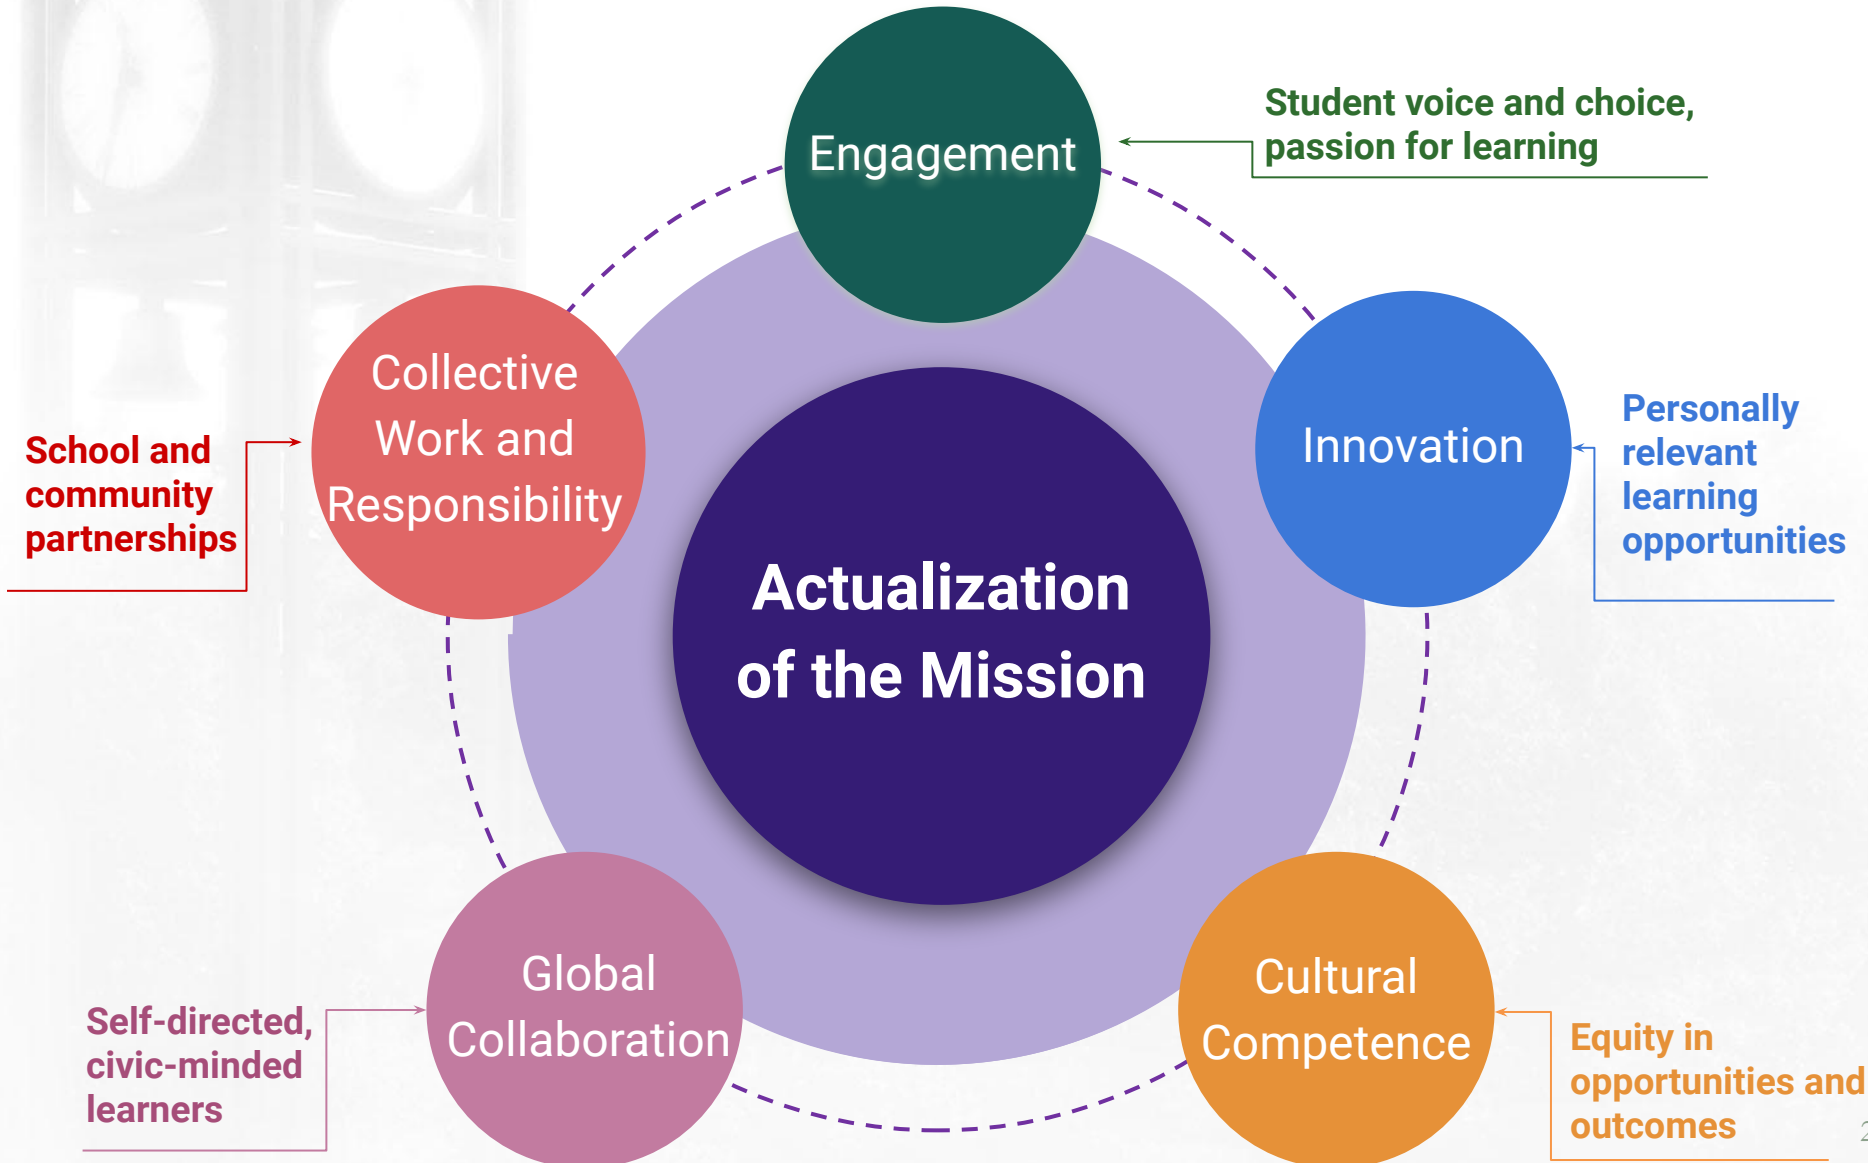 Engagement
Student voice and choice,
passion for learning
Innovation
Personally
relevant
learning
opportunities
Cultural
Competence
Equity in
opportunities and
outcomes
Global
Collaboration
Self-directed,
civic-minded
learners
Collective
Work and
Responsibility
School and
community
partnerships
Actualization
of the Mission
2